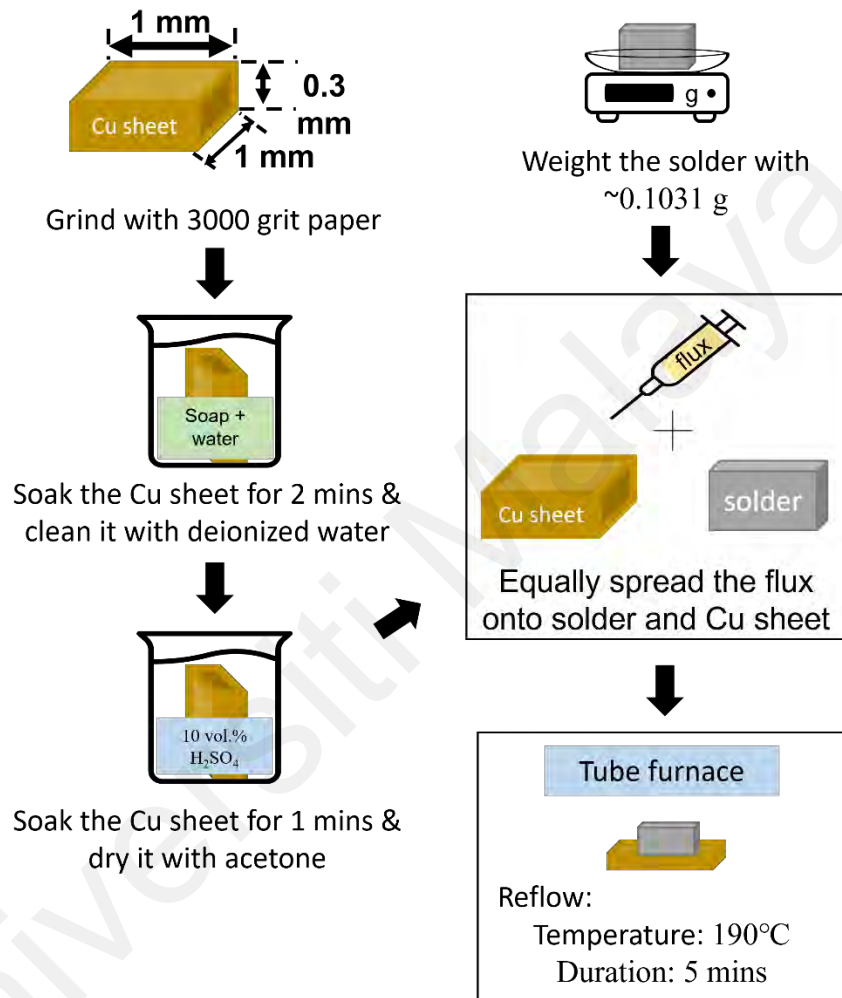 1 mm
0.3
mm
1 mm
Cu sheet
Grind with 3000 grit paper
Soap +
water
Soak the Cu sheet for 2 mins &
clean it with deionized water
10 vol.%
H₂SO₄
Soak the Cu sheet for 1 mins &
dry it with acetone
g
Weight the solder with
~0.1031 g
flux
Cu sheet
solder
Equally spread the flux
onto solder and Cu sheet
Tube furnace
Reflow:
Temperature: 190°C
Duration: 5 mins
niversiti Malaya